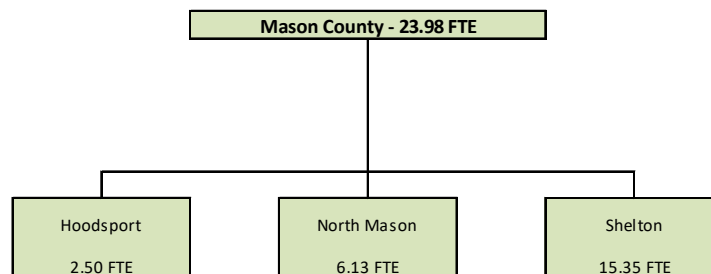 Mason County - 23.98 FTE
Hoodsport
2.50 FTE
North Mason
6.13 FTE
Shelton
15.35 FTE